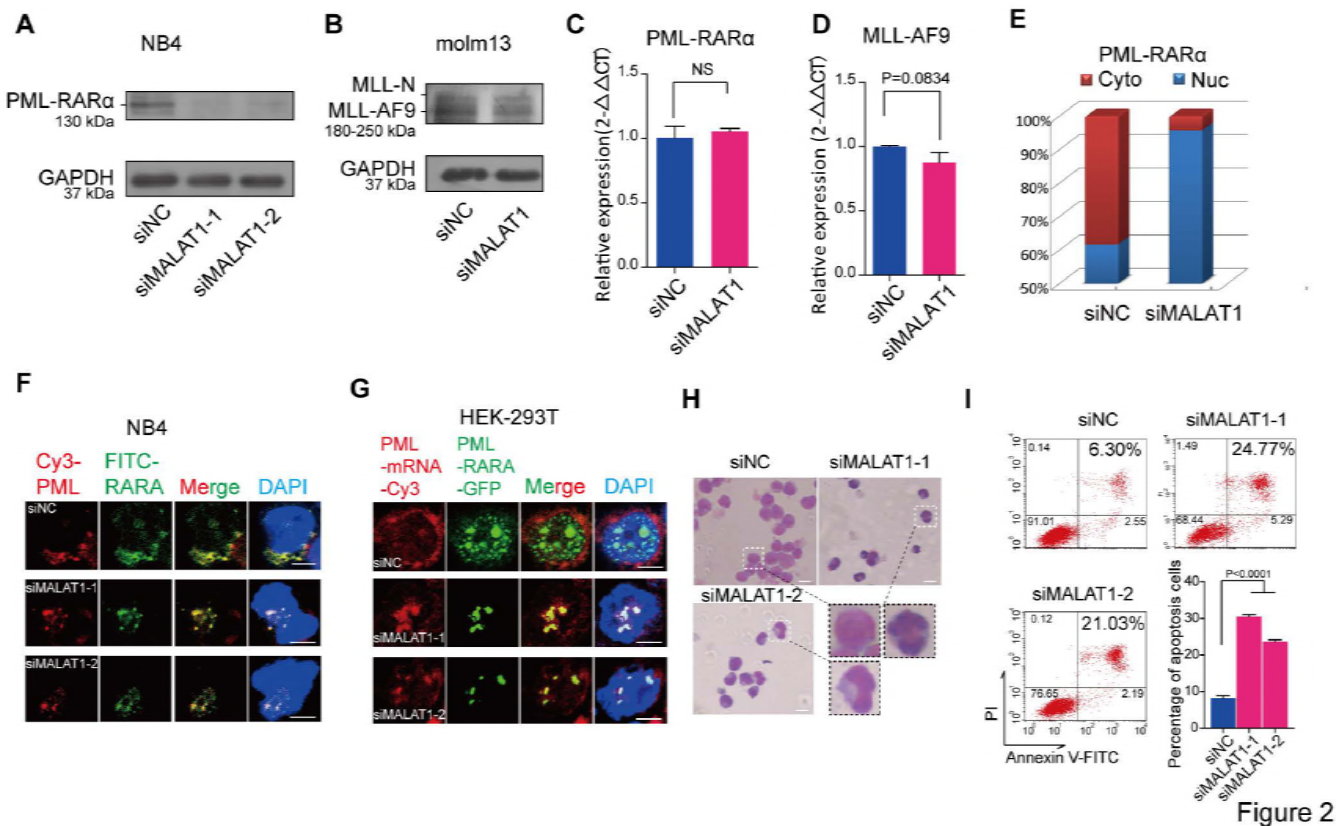 A
NB4
PML-RARα
130 kDa
GAPDH
37 kDa
siNC
siMALAT1-1
siMALAT1-2
B
molm13
MLL-N
MLL-AF9
180-250 kDa
GAPDH
37 kDa
siNC
siMALAT1
C
PML-RARα
NS
Relative expression(2-△△CT)
1.5
1.0
0.5
0.0
siNC
siMALAT1
D
MLL-AF9
P=0.0834
Relative expression (2-△△CT)
1.5
1.0
0.5
0.0
siNC
siMALAT1
E
PML-RARα
Cyto
Nuc
100%
90%
80%
70%
60%
50%
siNC
siMALAT1
F
NB4
Cy3-
PML
FITC-
RARA
Merge
DAPI
siNC
siMALAT1-1
siMALAT1-2
G
HEK-293T
PML
-mRNA
-Cy3
PML
-RARA
-GFP
Merge
DAPI
siNC
siMALAT1-1
siMALAT1-2
H
siNC
siMALAT1-1
siMALAT1-2
I
siNC
0.14
6.30%
91.01
2.55
siMALAT1-1
1.49
24.77%
68.44
5.29
siMALAT1-2
0.12
21.03%
76.65
2.19
PI
Annexin V-FITC
P<0.0001
Percentage of apoptosis cells
40
30
20
10
0
siNC
siMALAT1-1
siMALAT1-2
Figure 2